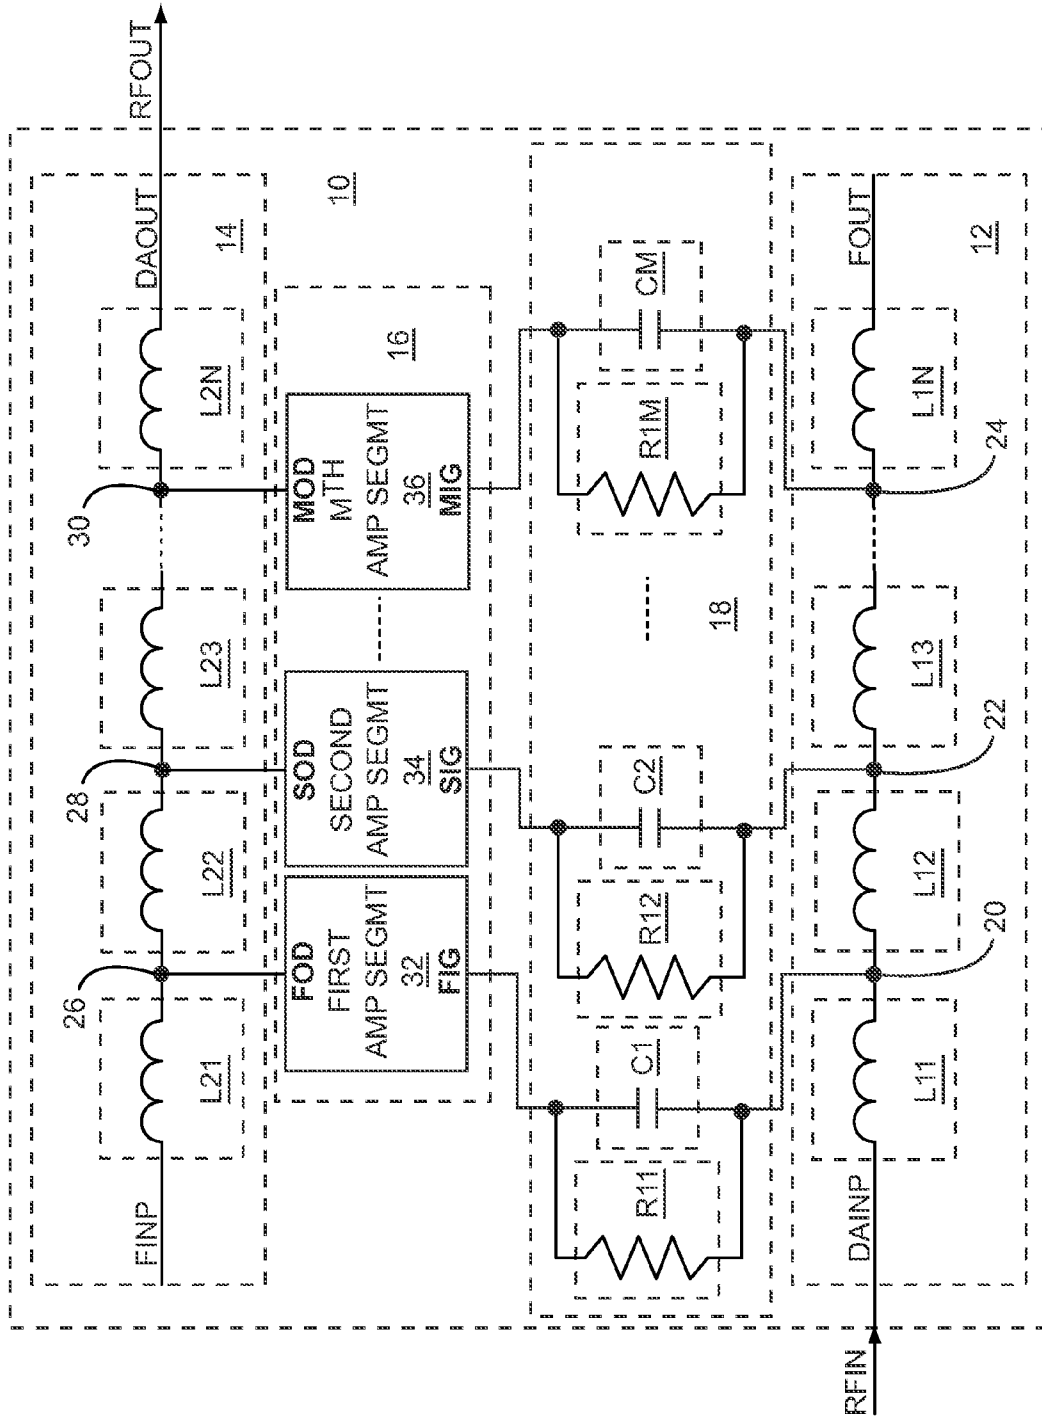 RFOUT
DAOUT
14
10
L2N
30
L23
28
L22
26
L21
FINP
16
MOD
MTH
AMP SEGMT
36
MIG
SOD
SECOND
AMP SEGMT
34
SIG
FOD
FIRST
AMP SEGMT
32
FIG
CM
R1M
18
C2
R12
C1
R11
FOUT
12
L1N
24
L13
22
L12
20
L11
DAINP
RFIN